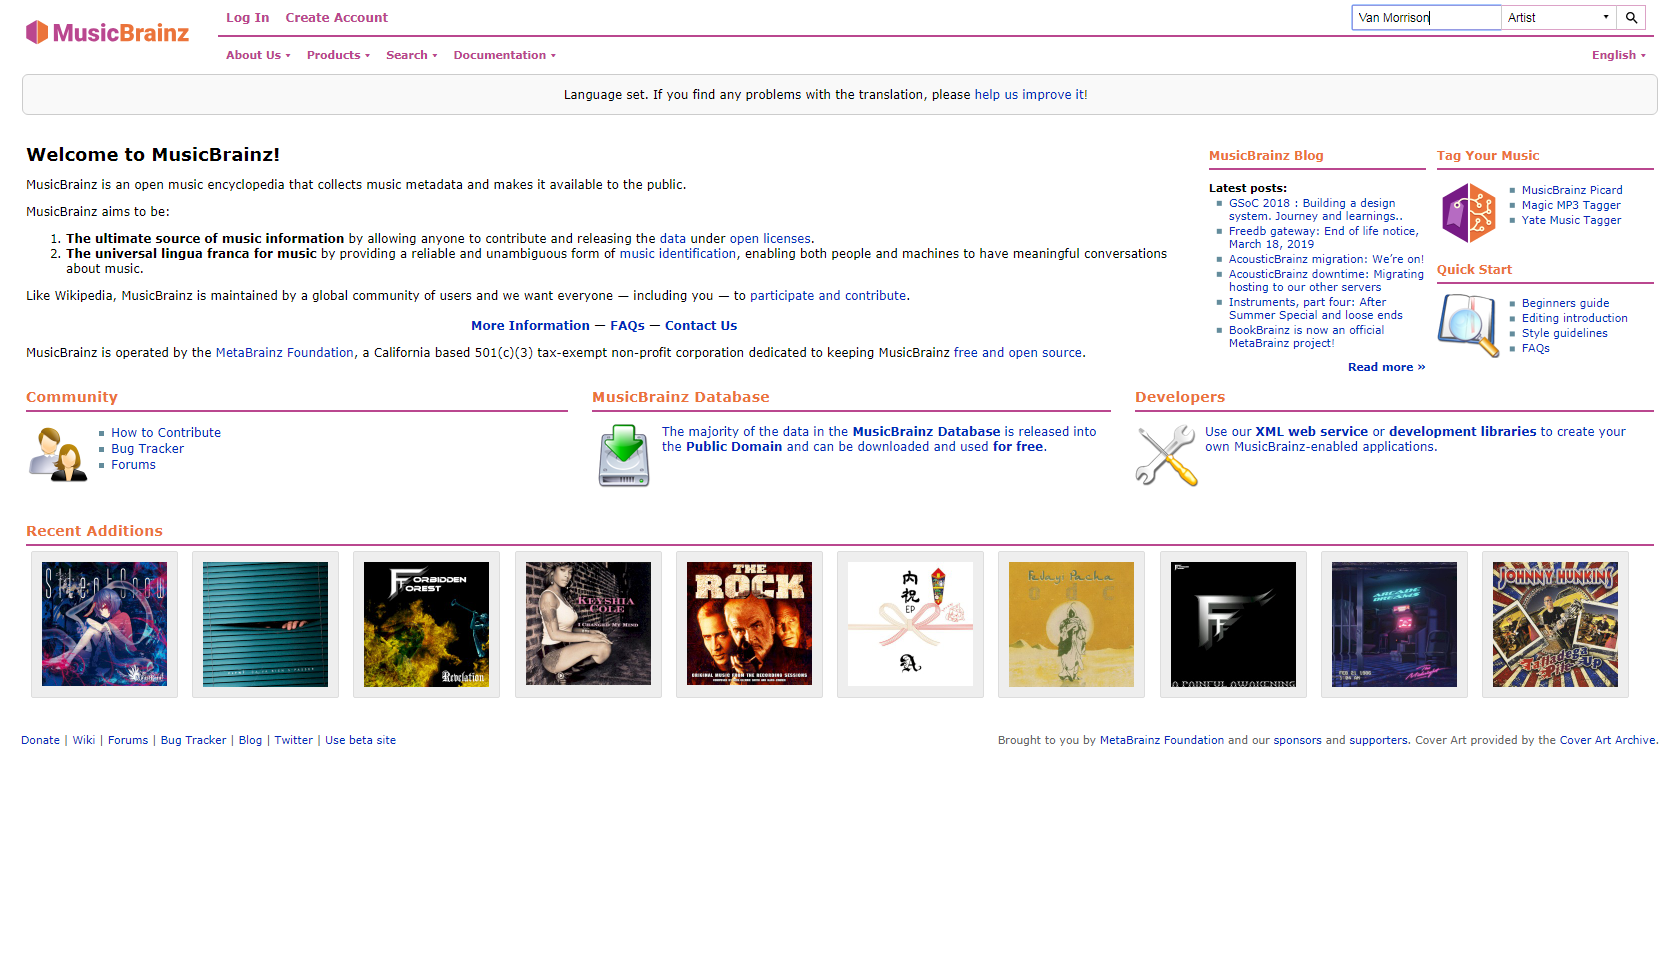 MusicBrainz
Log In Create Account
Van Morrison Artist
About Us Products Search Documentation English
Language set. If you find any problems with the translation, please help us improve it!
Welcome to MusicBrainz!
MusicBrainz is an open music encyclopedia that collects music metadata and makes it available to the public.
MusicBrainz aims to be:
1. The ultimate source of music information by allowing anyone to contribute and releasing the data under open licenses.
2. The universal lingua franca for music by providing a reliable and unambiguous form of music identification, enabling both people and machines to have meaningful conversations
about music.
Like Wikipedia, MusicBrainz is maintained by a global community of users and we want everyone — including you — to participate and contribute.
More Information — FAQs — Contact Us
MusicBrainz is operated by the MetaBrainz Foundation, a California based 501(c)(3) tax-exempt non-profit corporation dedicated to keeping MusicBrainz free and open source.
MusicBrainz Blog
Latest posts:
GSoC 2018 : Building a design
system. Journey and learnings..
Freedb gateway: End of life notice,
March 18, 2019
AcousticBrainz migration: We're on!
AcousticBrainz downtime: Migrating
hosting to our other servers
Instruments, part four: After
Summer Special and loose ends
BookBrainz is now an official
MetaBrainz project!
Read more »
Tag Your Music
MusicBrainz Picard
Magic MP3 Tagger
Yate Music Tagger
Quick Start
Beginners guide
Editing introduction
Style guidelines
FAQs
Community
How to Contribute
Bug Tracker
Forums
MusicBrainz Database
The majority of the data in the MusicBrainz Database is released into
the Public Domain and can be downloaded and used for free.
Developers
Use our XML web service or development libraries to create your
own MusicBrainz-enabled applications.
Recent Additions
Silent Snow
FORBIDDEN
FOREST
Revelation
KEYSHIA
COLE
I CHANGED MY MIND
THE
ROCK
ORIGINAL MUSIC FROM THE RECORDING SESSIONS
内
祝
EP
A
Feday: Pacha
o d c
A PAINFUL AWAKENING
ARCADE
DREAMS
FEB 21 1986
The Midnight
JOHNNY HUNKINS
Talladega
Pile-Up
Donate | Wiki | Forums | Bug Tracker | Blog | Twitter | Use beta site
Brought to you by MetaBrainz Foundation and our sponsors and supporters. Cover Art provided by the Cover Art Archive.